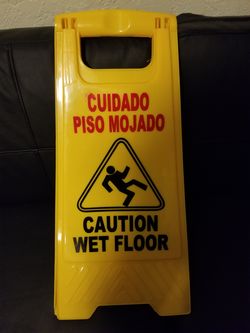 CUIDADO
PISO MOJADO
CAUTION
WET FLOOR